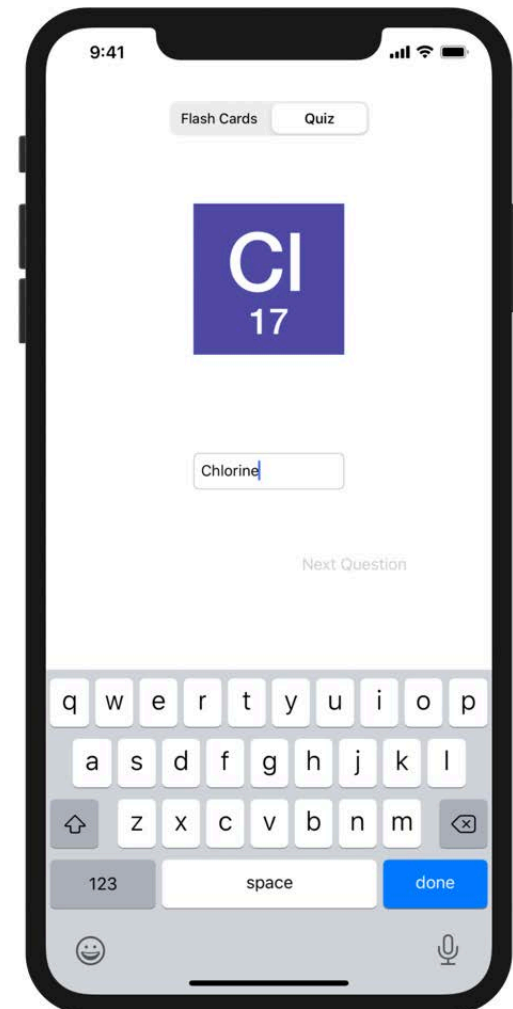 9:41
Flash Cards Quiz
Cl
17
Chlorine
Next Question
q w e r t y u i o p
a s d f g h j k l
z x c v b n m
123 space done